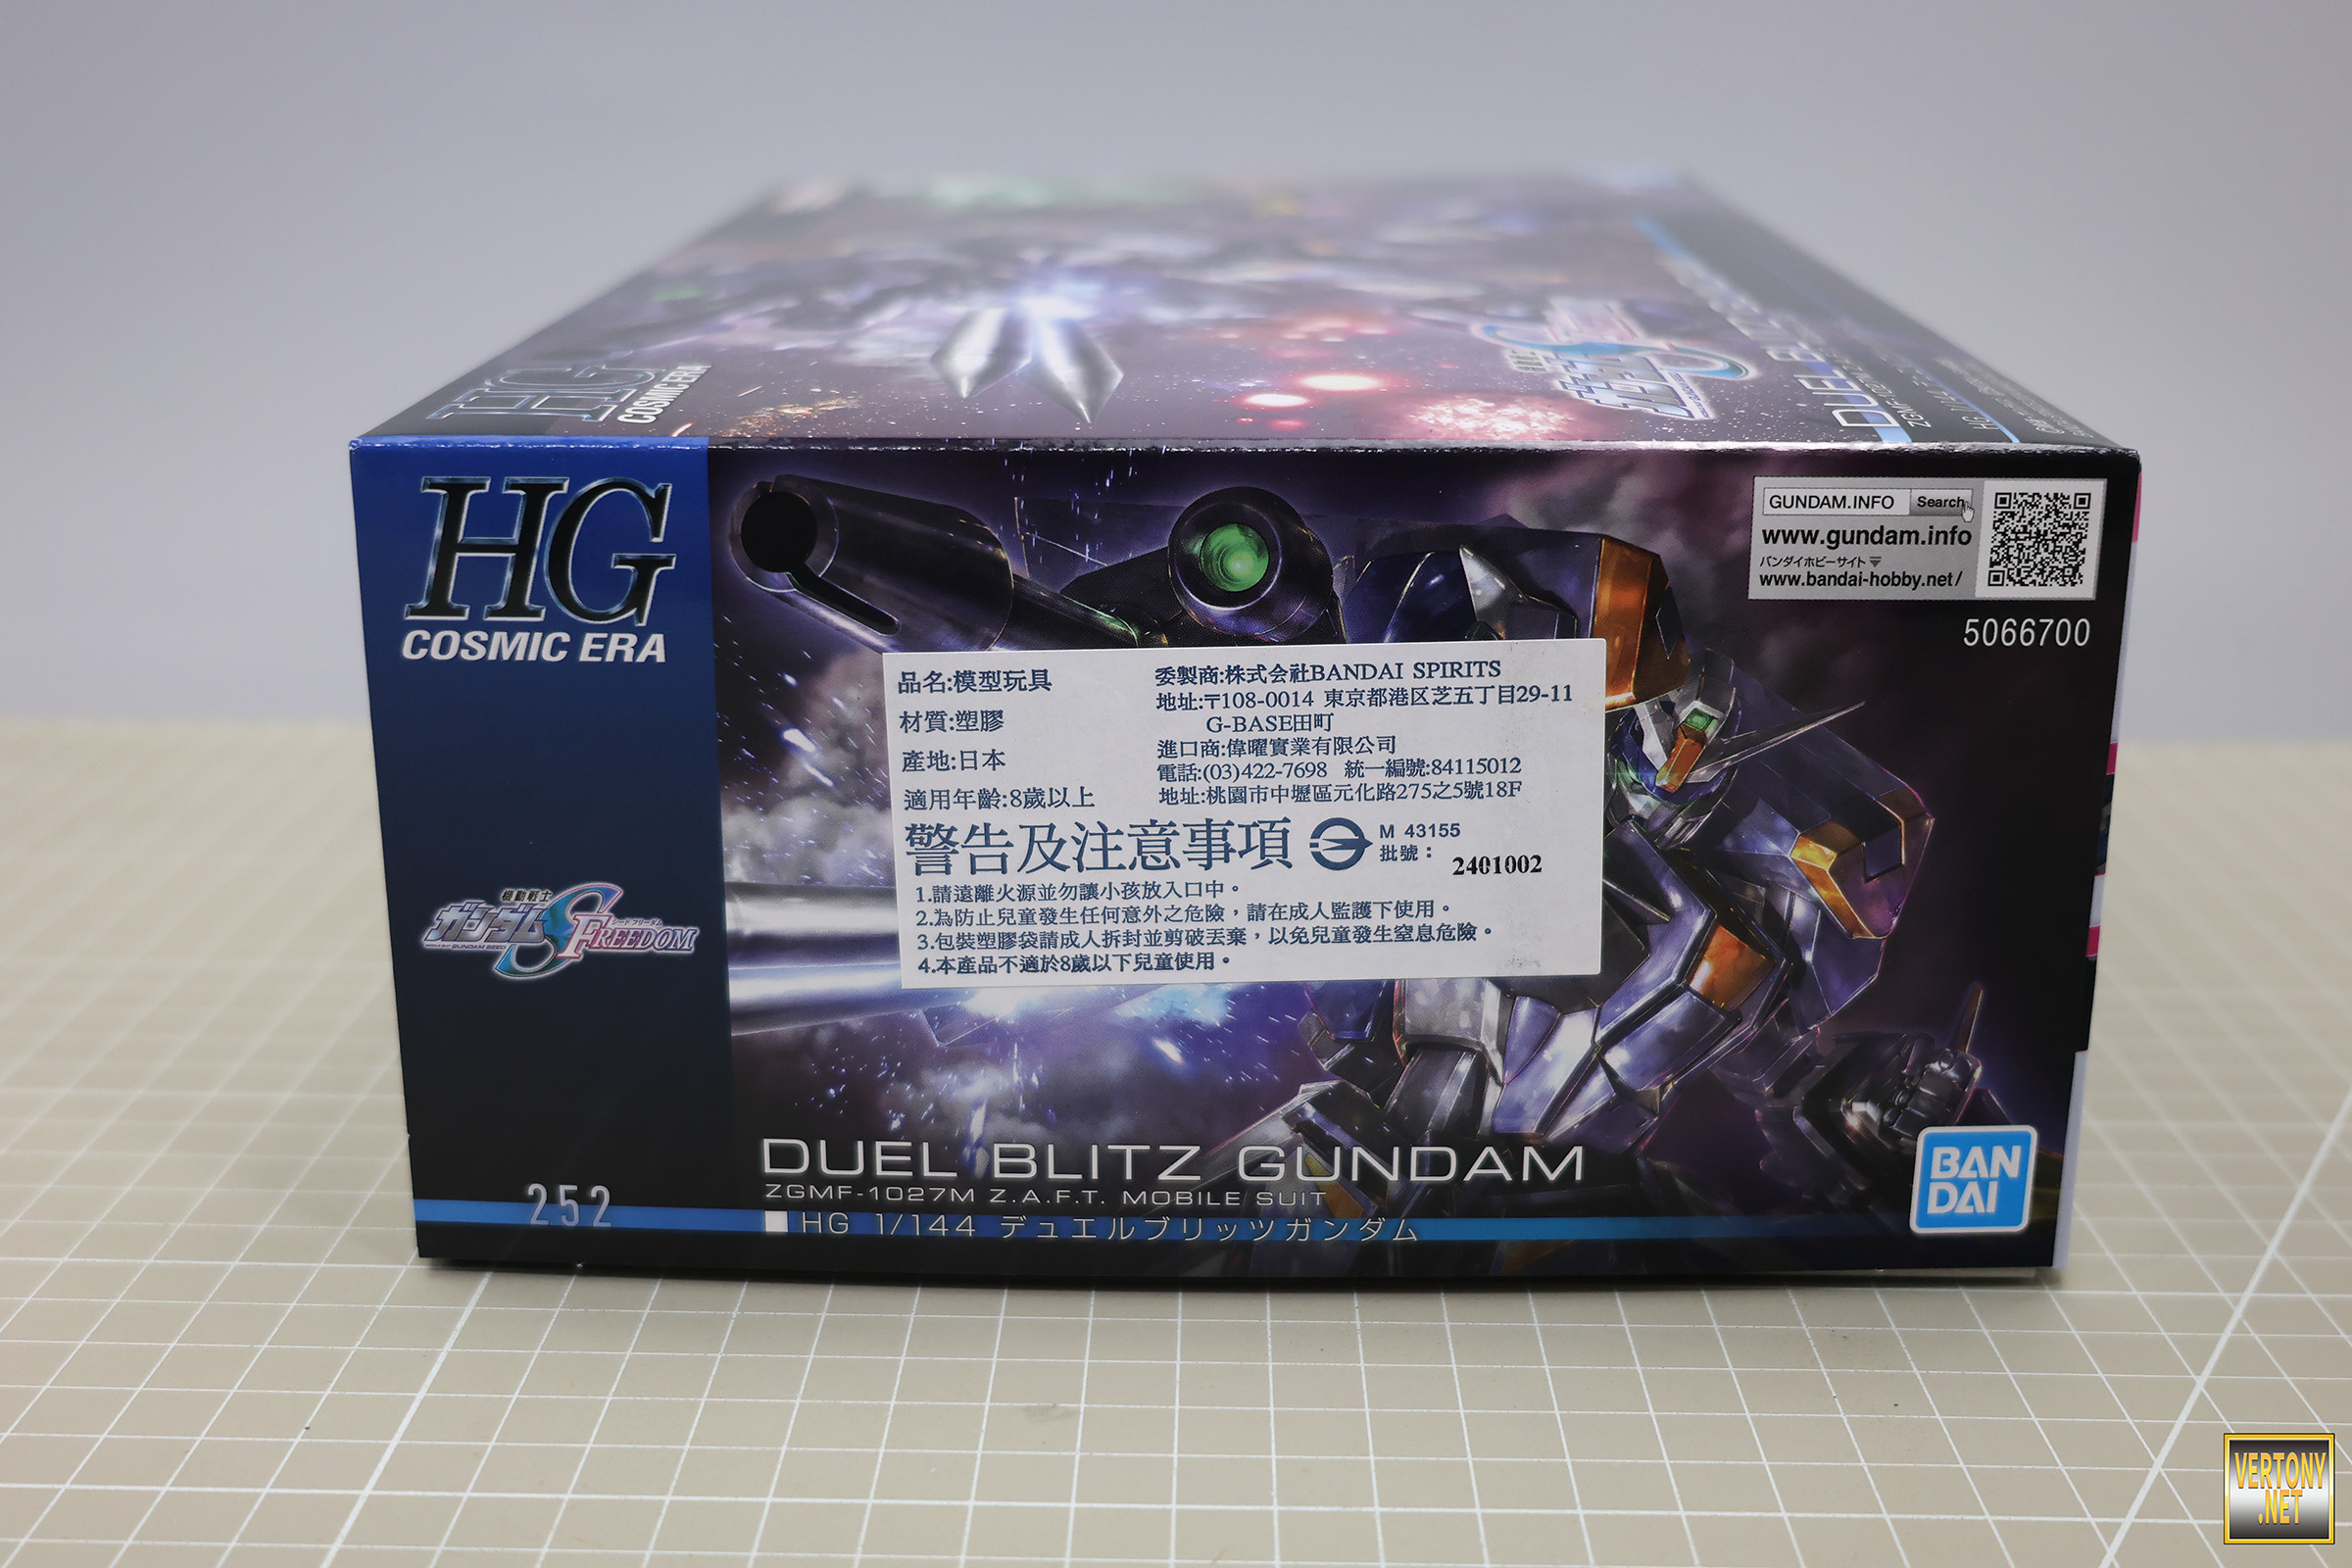 HG
COSMIC ERA
DUEL
HG
COSMIC ERA
機動戦士
ガンダム
SFREEDOM
252
GUNDAM.INFO Search
www.gundam.info
バンダイホビーサイト▼
www.bandai-hobby.net/
5066700
品名:模型玩具
材質:塑膠
產地:日本
適用年齡:8歲以上
委製商:株式会社BANDAI SPIRITS
地址:〒108-0014 東京都港区芝五丁目29-11
G-BASE田町
進口商:偉曜實業有限公司
電話:(03)422-7698 統一編號:84115012
地址:桃園市中壢區元化路275之5號18F
警告及注意事項
M 43155
批號： 2401002
1.請遠離火源並勿讓小孩放入口中。
2.為防止兒童發生任何意外之危險，請在成人監護下使用。
3.包裝塑膠袋請成人拆封並剪破丟棄，以免兒童發生窒息危險。
4.本產品不適於8歲以下兒童使用。
DUEL BLITZ GUNDAM
ZGMF-1027M Z.A.F.T. MOBILE SUIT
HG 1/144 デュエルブリッツガンダム
BAN
DAI
VERTONY
.NET